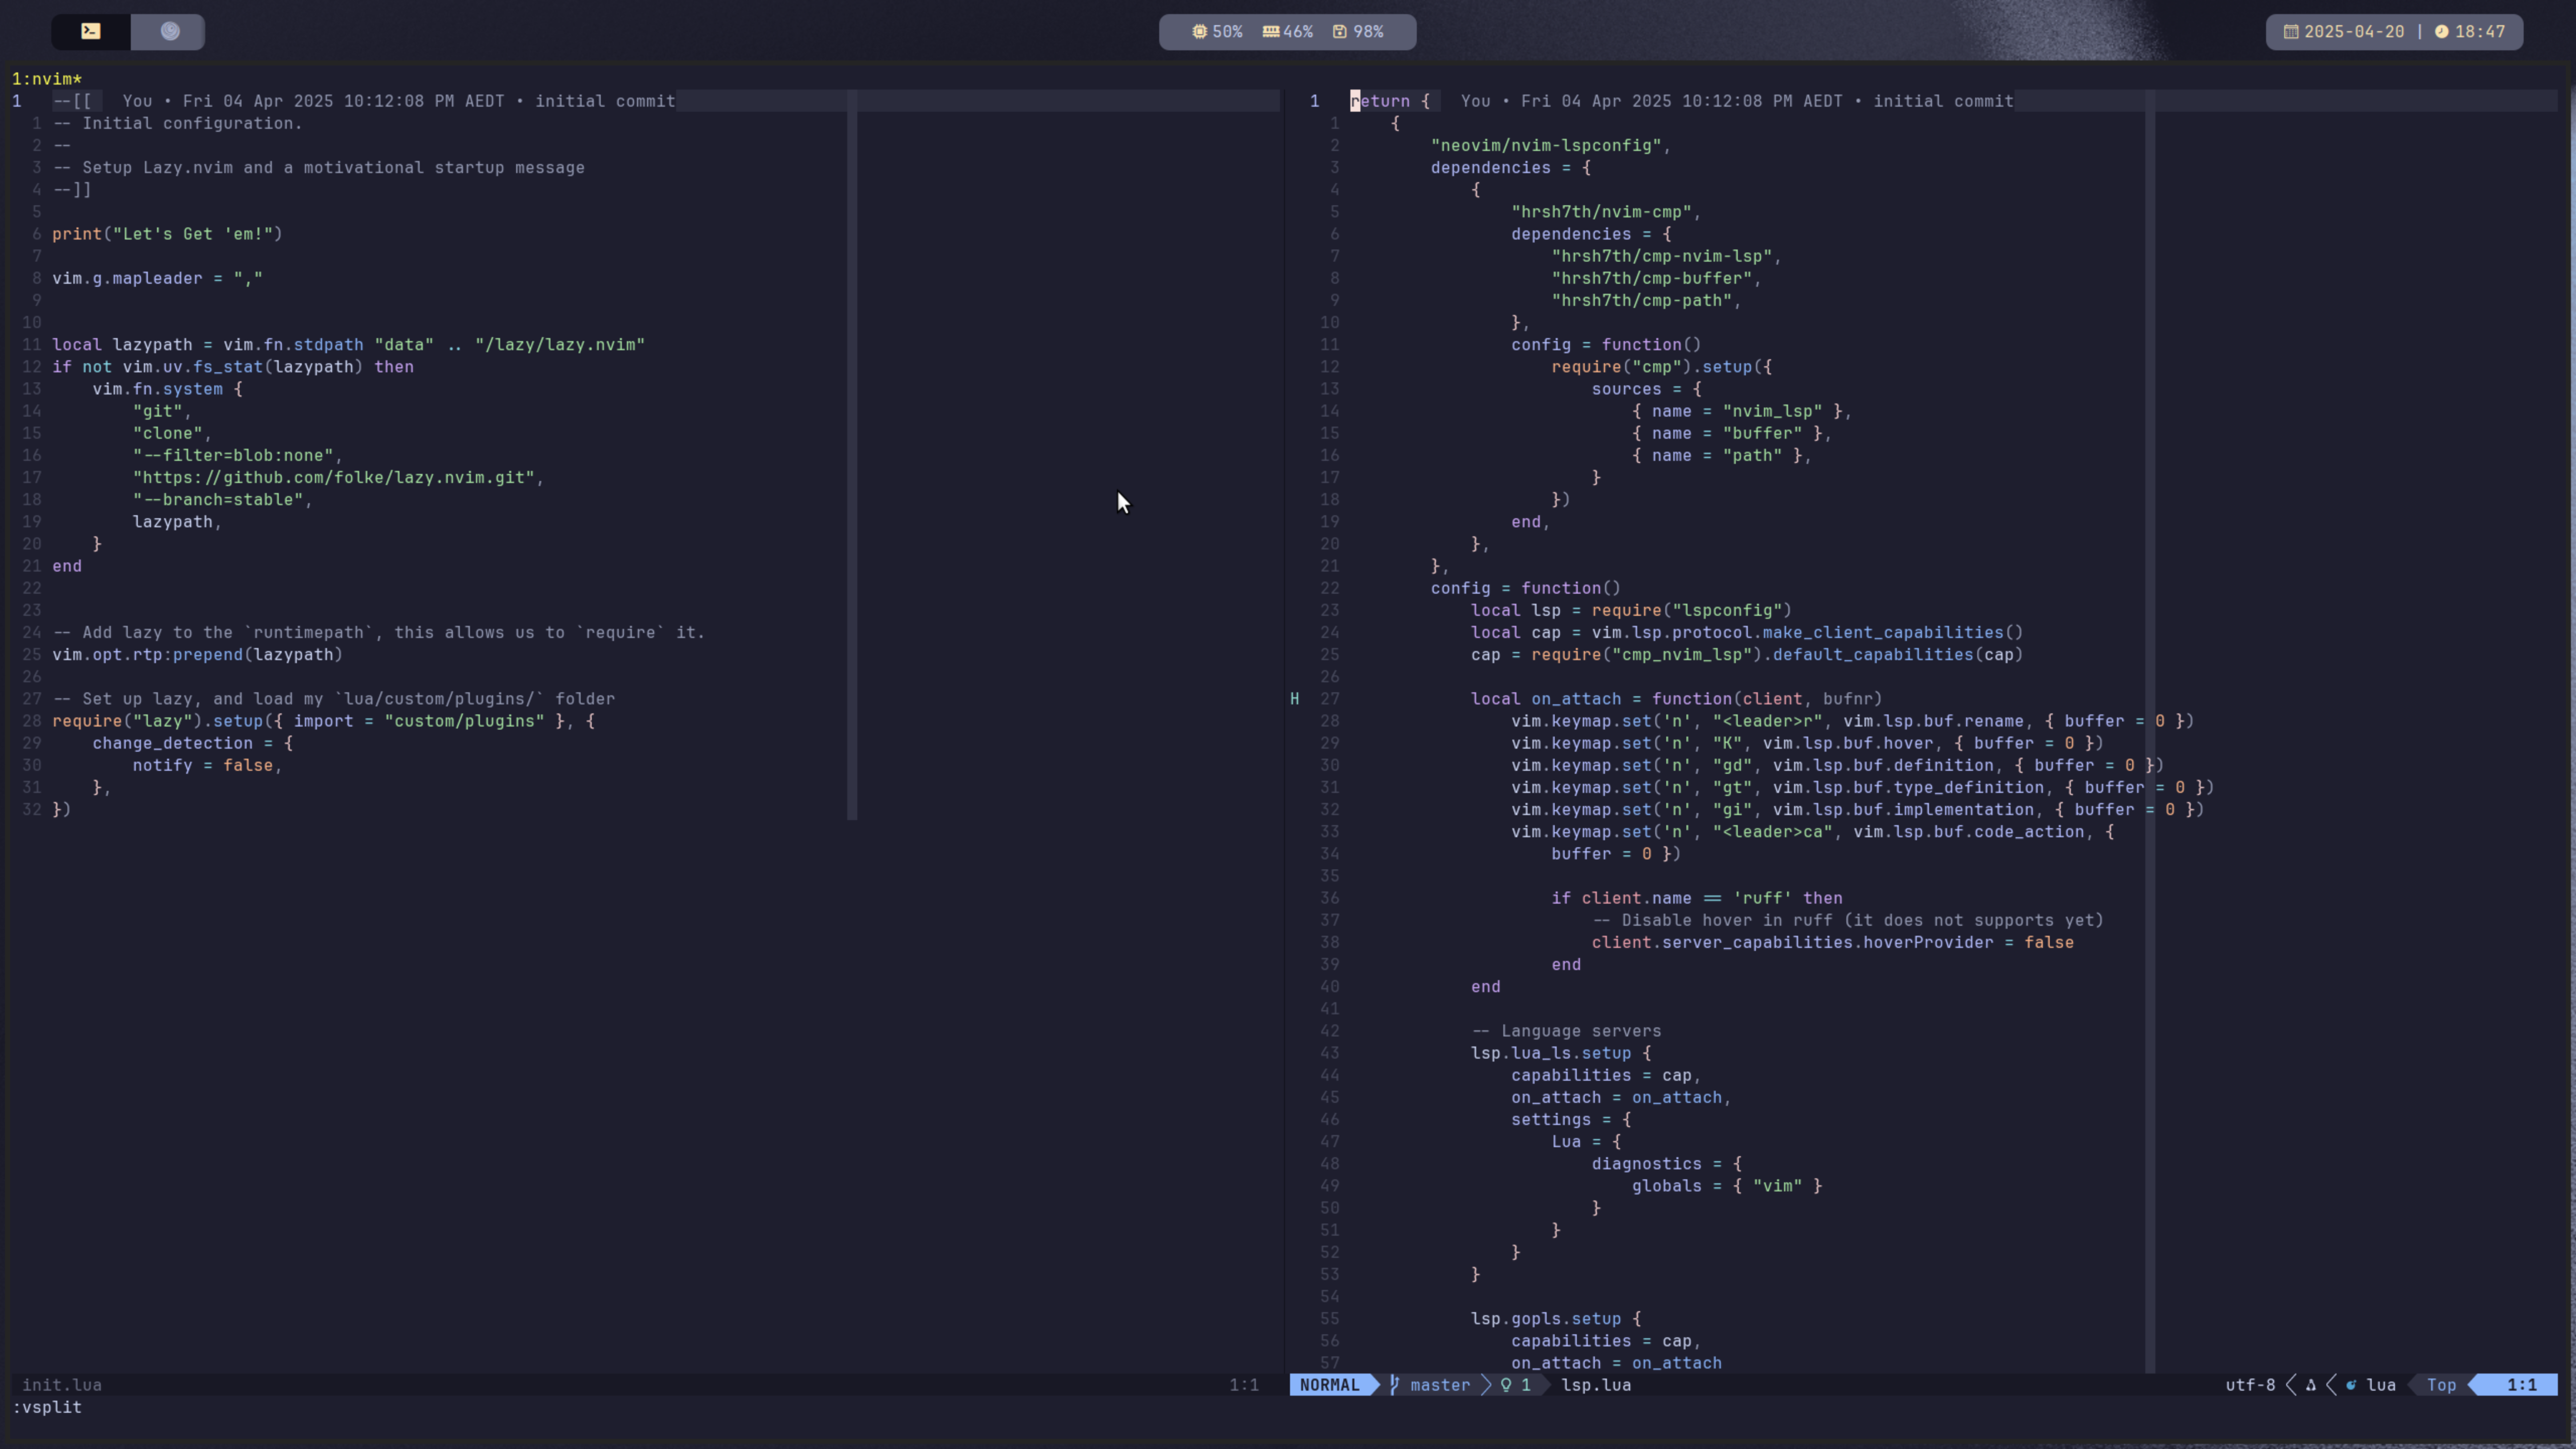 50% 46% 98%
2025-04-20 | 18:47
1:nvim*
1 --[[ You • Fri 04 Apr 2025 10:12:08 PM AEDT • initial commit
1 -- Initial configuration.
2 --
3 -- Setup Lazy.nvim and a motivational startup message
4 --]]
5
6 print("Let's Get 'em!")
7
8 vim.g.mapleader = ","
9
10
11 local lazypath = vim.fn.stdpath "data" .. "/lazy/lazy.nvim"
12 if not vim.uv.fs_stat(lazypath) then
13 vim.fn.system {
14 "git",
15 "clone",
16 "--filter=blob:none",
17 "https://github.com/folke/lazy.nvim.git",
18 "--branch=stable",
19 lazypath,
20 }
21 end
22
23
24 -- Add lazy to the `runtimepath`, this allows us to `require` it.
25 vim.opt.rtp:prepend(lazypath)
26
27 -- Set up lazy, and load my `lua/custom/plugins/` folder
28 require("lazy").setup({ import = "custom/plugins" }, {
29 change_detection = {
30 notify = false,
31 },
32 })
init.lua 1:1
1 return { You • Fri 04 Apr 2025 10:12:08 PM AEDT • initial commit
1 {
2 "neovim/nvim-lspconfig",
3 dependencies = {
4 {
5 "hrsh7th/nvim-cmp",
6 dependencies = {
7 "hrsh7th/cmp-nvim-lsp",
8 "hrsh7th/cmp-buffer",
9 "hrsh7th/cmp-path",
10 },
11 config = function()
12 require("cmp").setup({
13 sources = {
14 { name = "nvim_lsp" },
15 { name = "buffer" },
16 { name = "path" },
17 }
18 })
19 end,
20 },
21 },
22 config = function()
23 local lsp = require("lspconfig")
24 local cap = vim.lsp.protocol.make_client_capabilities()
25 cap = require("cmp_nvim_lsp").default_capabilities(cap)
26
H 27 local on_attach = function(client, bufnr)
28 vim.keymap.set('n', "<leader>r", vim.lsp.buf.rename, { buffer = 0 })
29 vim.keymap.set('n', "K", vim.lsp.buf.hover, { buffer = 0 })
30 vim.keymap.set('n', "gd", vim.lsp.buf.definition, { buffer = 0 })
31 vim.keymap.set('n', "gt", vim.lsp.buf.type_definition, { buffer = 0 })
32 vim.keymap.set('n', "gi", vim.lsp.buf.implementation, { buffer = 0 })
33 vim.keymap.set('n', "<leader>ca", vim.lsp.buf.code_action, {
34 buffer = 0 })
35
36 if client.name == 'ruff' then
37 -- Disable hover in ruff (it does not supports yet)
38 client.server_capabilities.hoverProvider = false
39 end
40 end
41
42 -- Language servers
43 lsp.lua_ls.setup {
44 capabilities = cap,
45 on_attach = on_attach,
46 settings = {
47 Lua = {
48 diagnostics = {
49 globals = { "vim" }
50 }
51 }
52 }
53 }
54
55 lsp.gopls.setup {
56 capabilities = cap,
57 on_attach = on_attach
NORMAL master 1 lsp.lua utf-8 lua Top 1:1
:vsplit